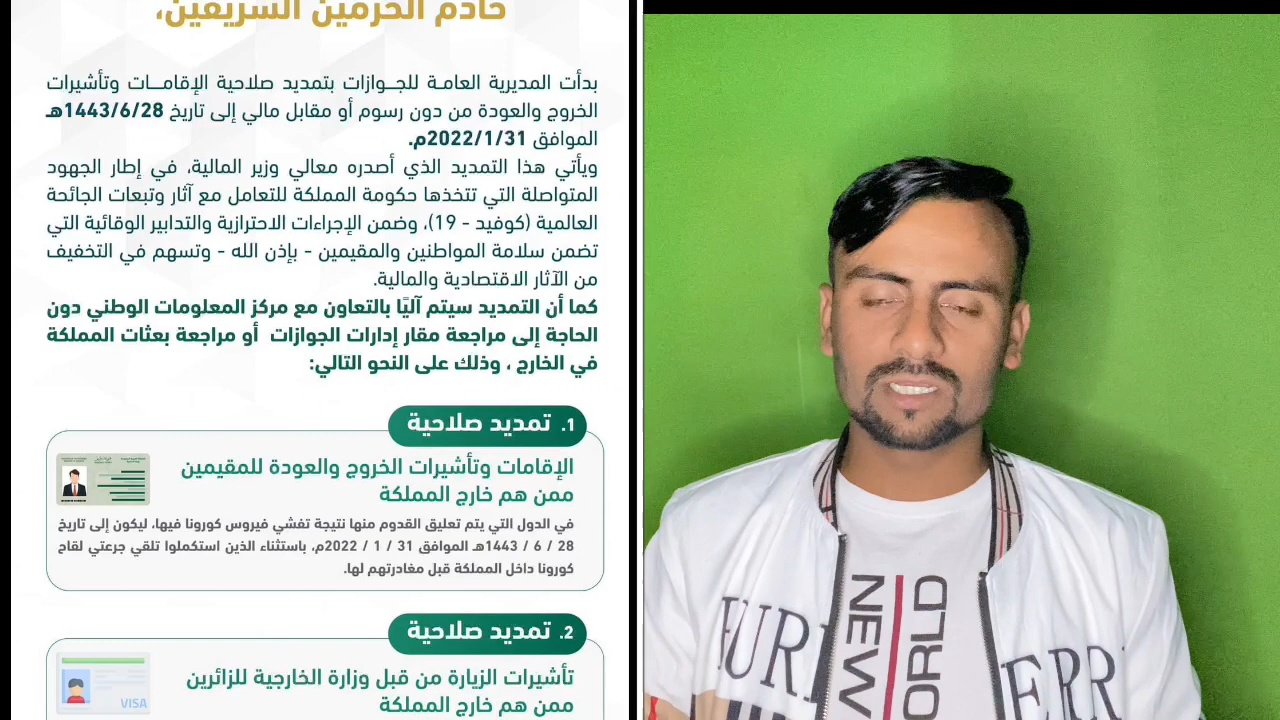 خادم الحرمين الشريفين،
بدأت المديرية العامة للجوازات بتمديد صلاحية الإقامات وتأشيرات
الخروج والعودة من دون رسوم أو مقابل مالي إلى تاريخ 1443/6/28هـ
الموافق 2022/1/31م.
ويأتي هذا التمديد الذي أصدره معالي وزير المالية، في إطار الجهود
المتواصلة التي تتخذها حكومة المملكة للتعامل مع آثار وتبعات الجائحة
العالمية (كوفيد - 19)، وضمن الإجراءات الاحترازية والتدابير الوقائية التي
تضمن سلامة المواطنين والمقيمين - بإذن الله - وتسهم في التخفيف
من الآثار الاقتصادية والمالية.
كما أن التمديد سيتم آليًا بالتعاون مع مركز المعلومات الوطني دون
الحاجة إلى مراجعة مقار إدارات الجوازات أو مراجعة بعثات المملكة
في الخارج ، وذلك على النحو التالي:
1. تمديد صلاحية
الإقامات وتأشيرات الخروج والعودة للمقيمين
ممن هم خارج المملكة
في الدول التي يتم تعليق القدوم منها نتيجة تفشي فيروس كورونا فيها، ليكون إلى تاريخ
28 / 6 / 1443هـ الموافق 31 / 1 / 2022م، باستثناء الذين استكملوا تلقي جرعتي لقاح
كورونا داخل المملكة قبل مغادرتهم لها.
2. تمديد صلاحية
تأشيرات الزيارة من قبل وزارة الخارجية للزائرين
ممن هم خارج المملكة
VISA
NEW
ORLD